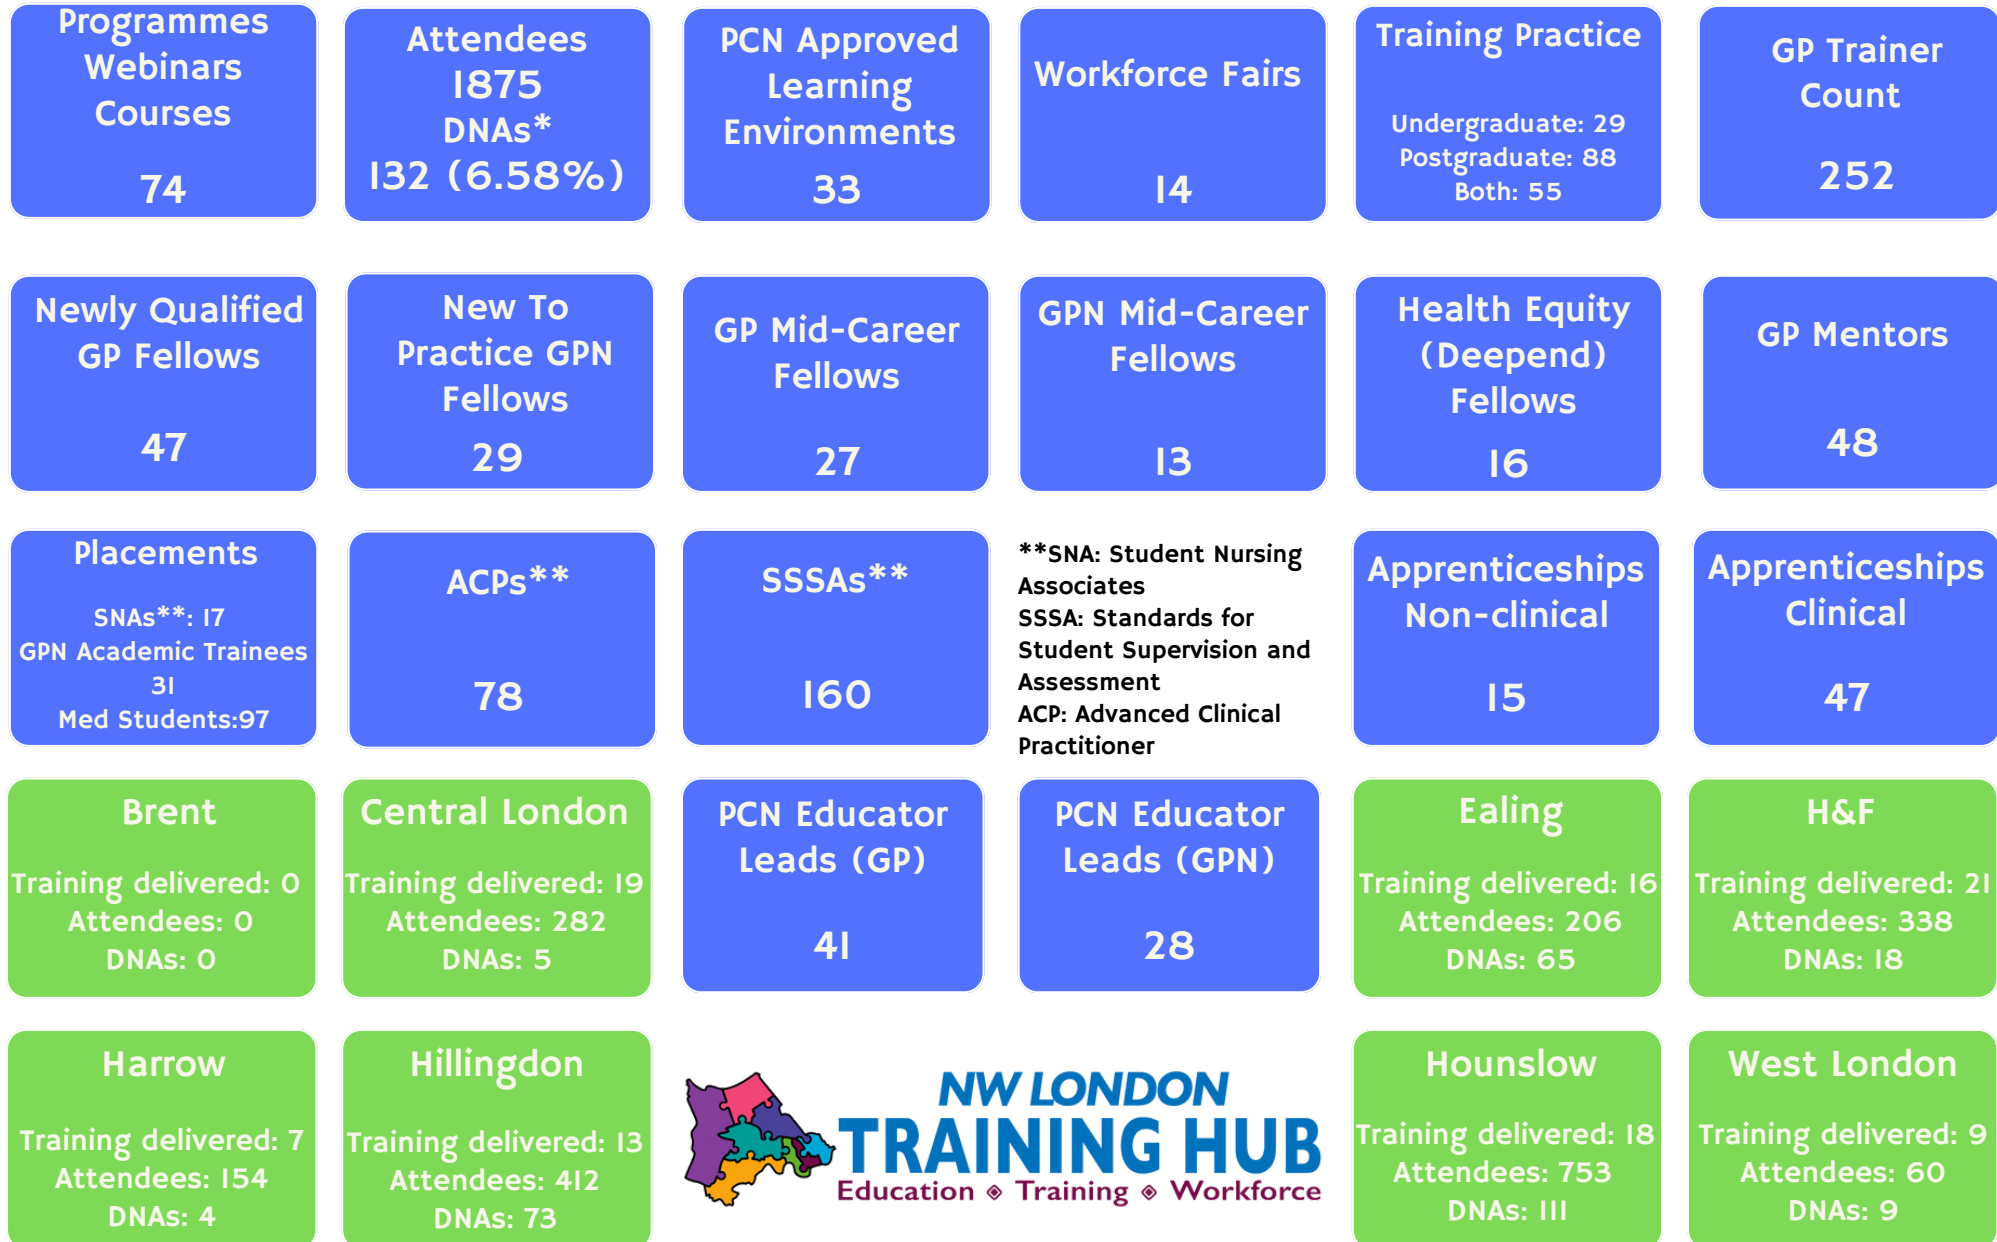 Programmes
Webinars
Courses
74
Attendees
1875
DNAs*
132 (6.58%)
PCN Approved
Learning
Environments
33
Workforce Fairs
14
Training Practice
Undergraduate: 29
Postgraduate: 88
Both: 55
GP Trainer
Count
252
Newly Qualified
GP Fellows
47
New To
Practice GPN
Fellows
29
GP Mid-Career
Fellows
27
GPN Mid-Career
Fellows
13
Health Equity
(Deepend)
Fellows
16
GP Mentors
48
Placements
SNAs**: 17
GPN Academic Trainees
31
Med Students:97
ACPs**
78
SSSAs**
160
**SNA: Student Nursing
Associates
SSSA: Standards for
Student Supervision and
Assessment
ACP: Advanced Clinical
Practitioner
Apprenticeships
Non-clinical
15
Apprenticeships
Clinical
47
Brent
Training delivered: 0
Attendees: 0
DNAs: 0
Central London
Training delivered: 19
Attendees: 282
DNAs: 5
PCN Educator
Leads (GP)
41
PCN Educator
Leads (GPN)
28
Ealing
Training delivered: 16
Attendees: 206
DNAs: 65
H&F
Training delivered: 21
Attendees: 338
DNAs: 18
Harrow
Training delivered: 7
Attendees: 154
DNAs: 4
Hillingdon
Training delivered: 13
Attendees: 412
DNAs: 73
NW LONDON
TRAINING HUB
Education ◈ Training ◈ Workforce
Hounslow
Training delivered: 18
Attendees: 753
DNAs: 111
West London
Training delivered: 9
Attendees: 60
DNAs: 9